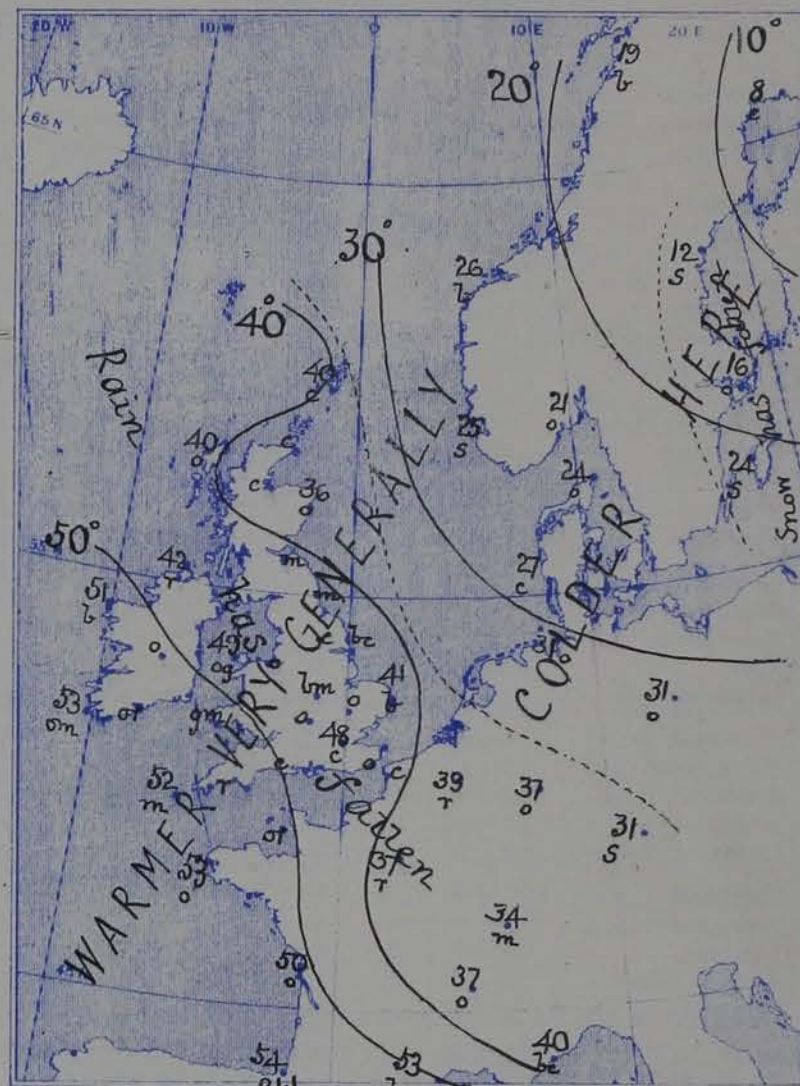 20 W
10 W
0
10 E
20 E
10°
65 N
19
b
20°
8
30°
12
s
26
b
40°
Rain
HERE
16
40
c
40
o
c
25
s
21
o
has
c
36
o
24
o
24
s
Snow
50°
42
r
m
27
c
51
b
has
m
49
og
c
bc
o
31
o
53
om
or
gm
bm
o
o
41
48
c
VERY GENERALLY
COLDER
c
o
c
52
m
r
fallen
39
r
37
o
31
s
or
37
r
53
o
WARMER
34
m
50
o
37
o
54
53
40
bc